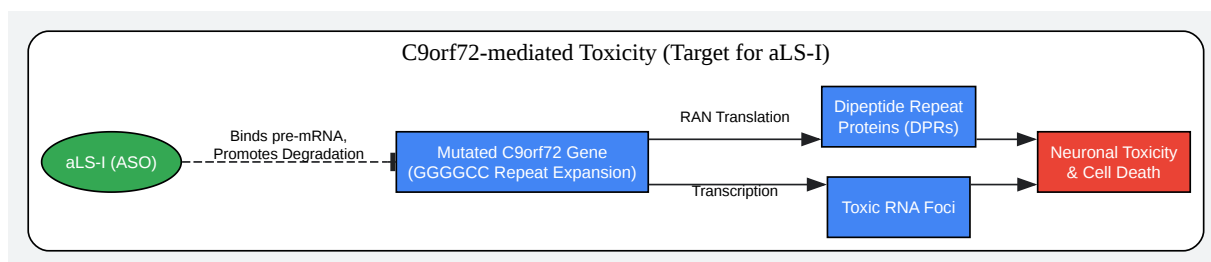 C9orf72-mediated Toxicity (Target for aLS-I)
aLS-I (ASO)
Binds pre-mRNA,
Promotes Degradation
Mutated C9orf72 Gene
(GGGGCC Repeat Expansion)
RAN Translation
Transcription
Dipeptide Repeat
Proteins (DPRs)
Toxic RNA Foci
Neuronal Toxicity
& Cell Death